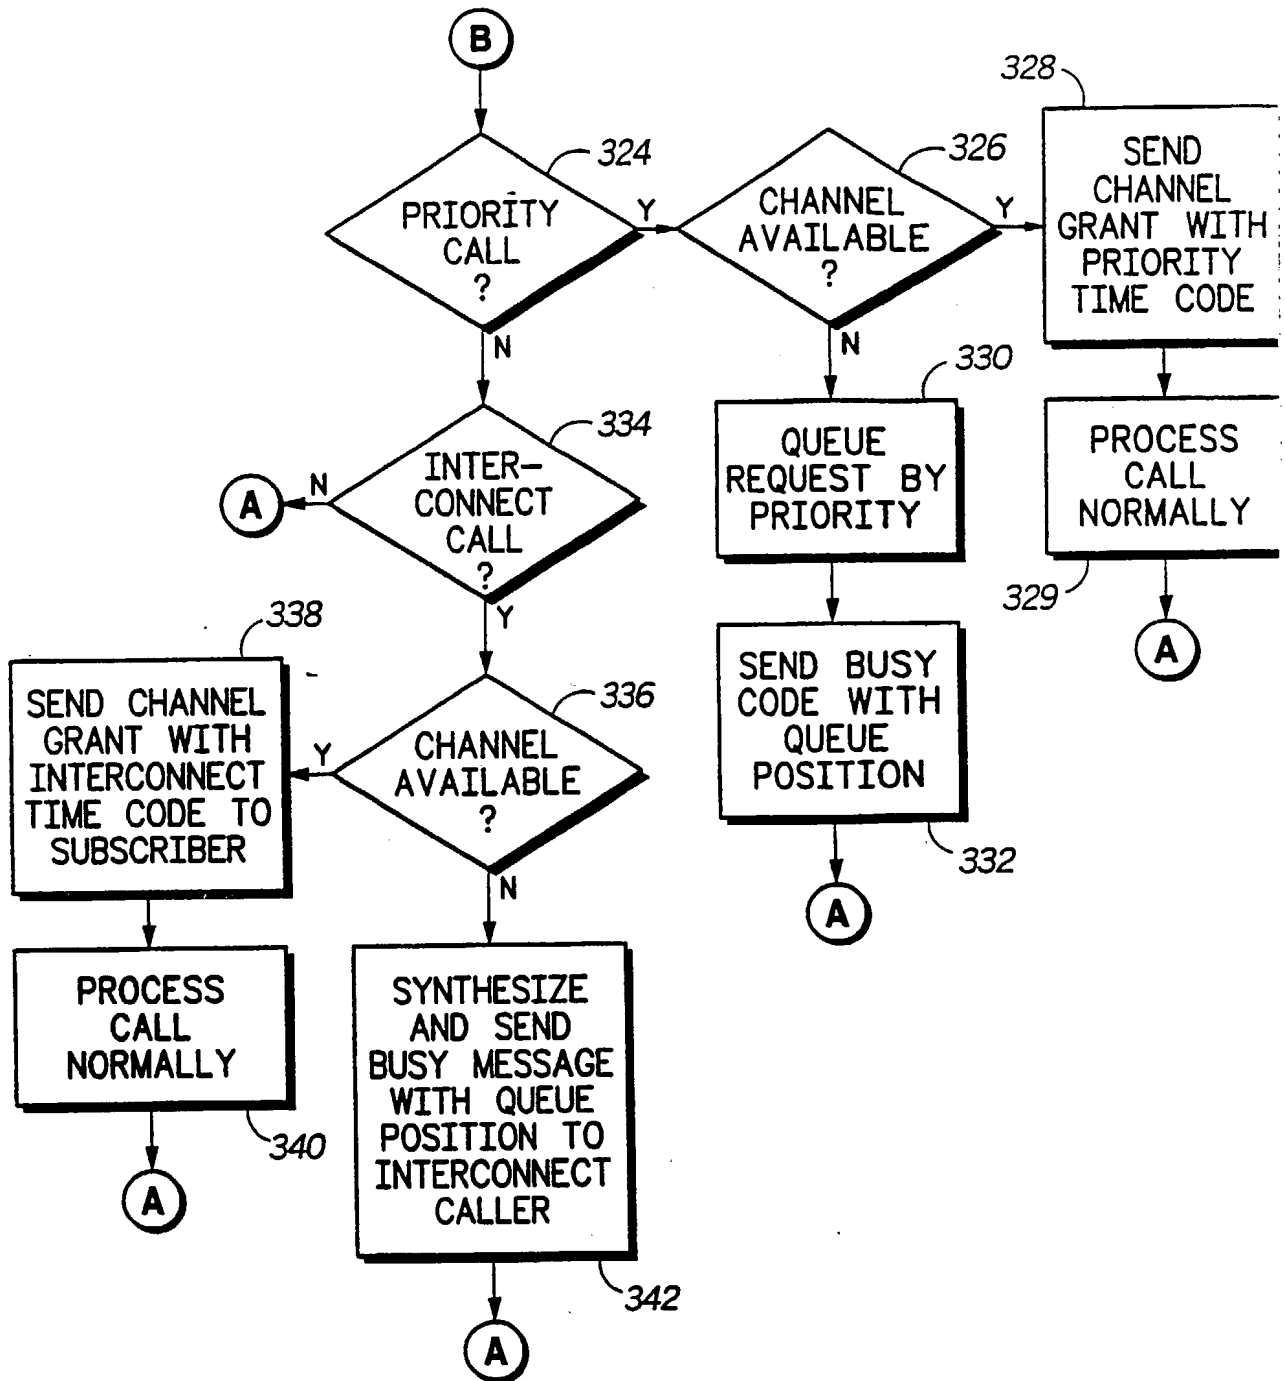 B
324
PRIORITY
CALL
?
Y
N
326
CHANNEL
AVAILABLE
?
Y
N
328
SEND
CHANNEL
GRANT WITH
PRIORITY
TIME CODE
PROCESS
CALL
NORMALLY
329
A
330
QUEUE
REQUEST BY
PRIORITY
SEND BUSY
CODE WITH
QUEUE
POSITION
332
A
334
INTER-
CONNECT
CALL
?
N
A
Y
336
CHANNEL
AVAILABLE
?
Y
N
338
SEND CHANNEL
GRANT WITH
INTERCONNECT
TIME CODE TO
SUBSCRIBER
PROCESS
CALL
NORMALLY
340
A
SYNTHESIZE
AND SEND
BUSY MESSAGE
WITH QUEUE
POSITION TO
INTERCONNECT
CALLER
342
A